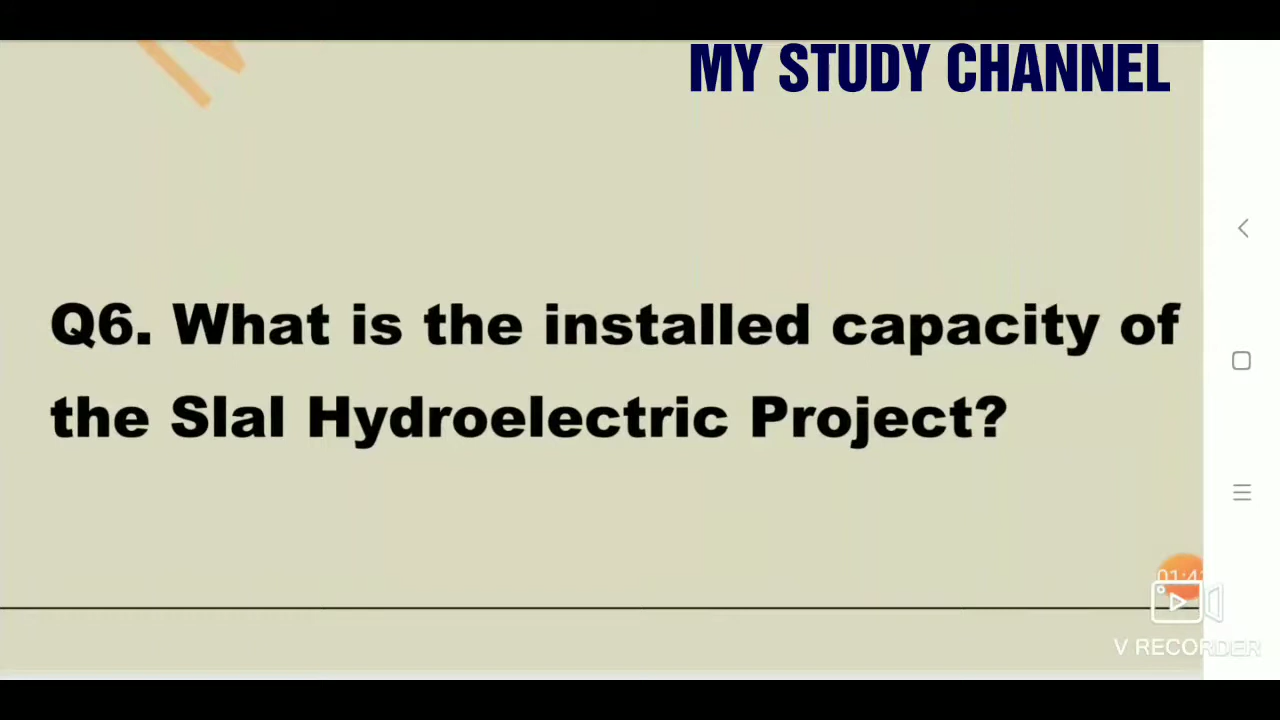 MY STUDY CHANNEL
Q6. What is the installed capacity of
the Slal Hydroelectric Project?
V RECORDER